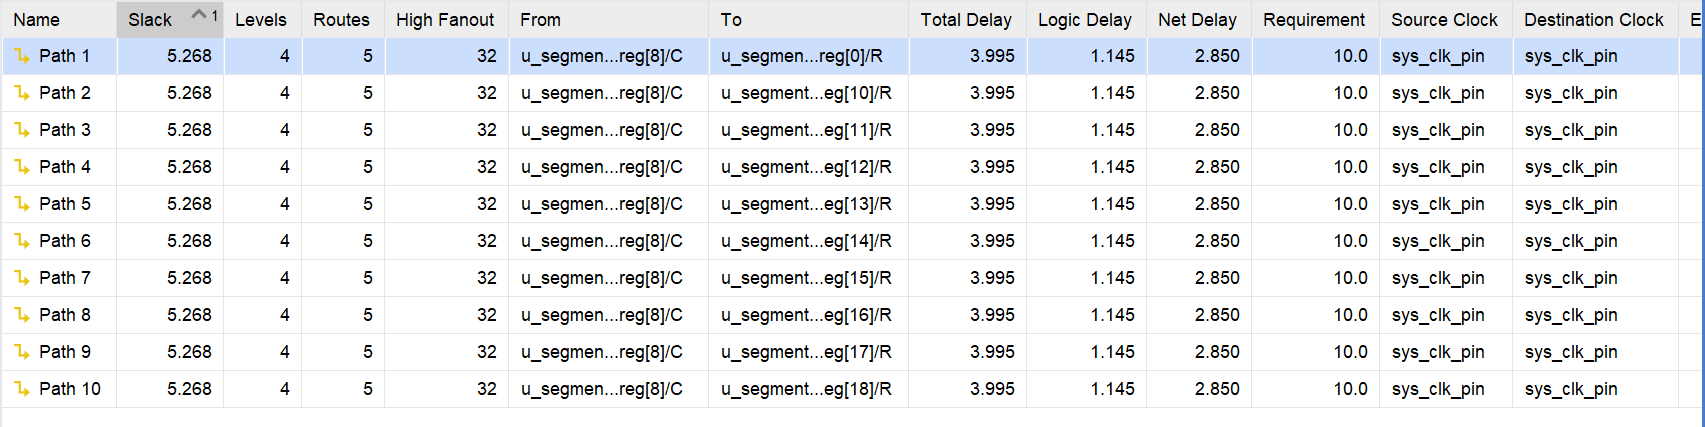 Name Slack 1 Levels Routes High Fanout From To Total Delay Logic Delay Net Delay Requirement Source Clock Destination Clock E
Path 1 5.268 4 5 32 u_segmen...reg[8]/C u_segmen...reg[0]/R 3.995 1.145 2.850 10.0 sys_clk_pin sys_clk_pin
Path 2 5.268 4 5 32 u_segmen...reg[8]/C u_segment...eg[10]/R 3.995 1.145 2.850 10.0 sys_clk_pin sys_clk_pin
Path 3 5.268 4 5 32 u_segmen...reg[8]/C u_segment...eg[11]/R 3.995 1.145 2.850 10.0 sys_clk_pin sys_clk_pin
Path 4 5.268 4 5 32 u_segmen...reg[8]/C u_segment...eg[12]/R 3.995 1.145 2.850 10.0 sys_clk_pin sys_clk_pin
Path 5 5.268 4 5 32 u_segmen...reg[8]/C u_segment...eg[13]/R 3.995 1.145 2.850 10.0 sys_clk_pin sys_clk_pin
Path 6 5.268 4 5 32 u_segmen...reg[8]/C u_segment...eg[14]/R 3.995 1.145 2.850 10.0 sys_clk_pin sys_clk_pin
Path 7 5.268 4 5 32 u_segmen...reg[8]/C u_segment...eg[15]/R 3.995 1.145 2.850 10.0 sys_clk_pin sys_clk_pin
Path 8 5.268 4 5 32 u_segmen...reg[8]/C u_segment...eg[16]/R 3.995 1.145 2.850 10.0 sys_clk_pin sys_clk_pin
Path 9 5.268 4 5 32 u_segmen...reg[8]/C u_segment...eg[17]/R 3.995 1.145 2.850 10.0 sys_clk_pin sys_clk_pin
Path 10 5.268 4 5 32 u_segmen...reg[8]/C u_segment...eg[18]/R 3.995 1.145 2.850 10.0 sys_clk_pin sys_clk_pin